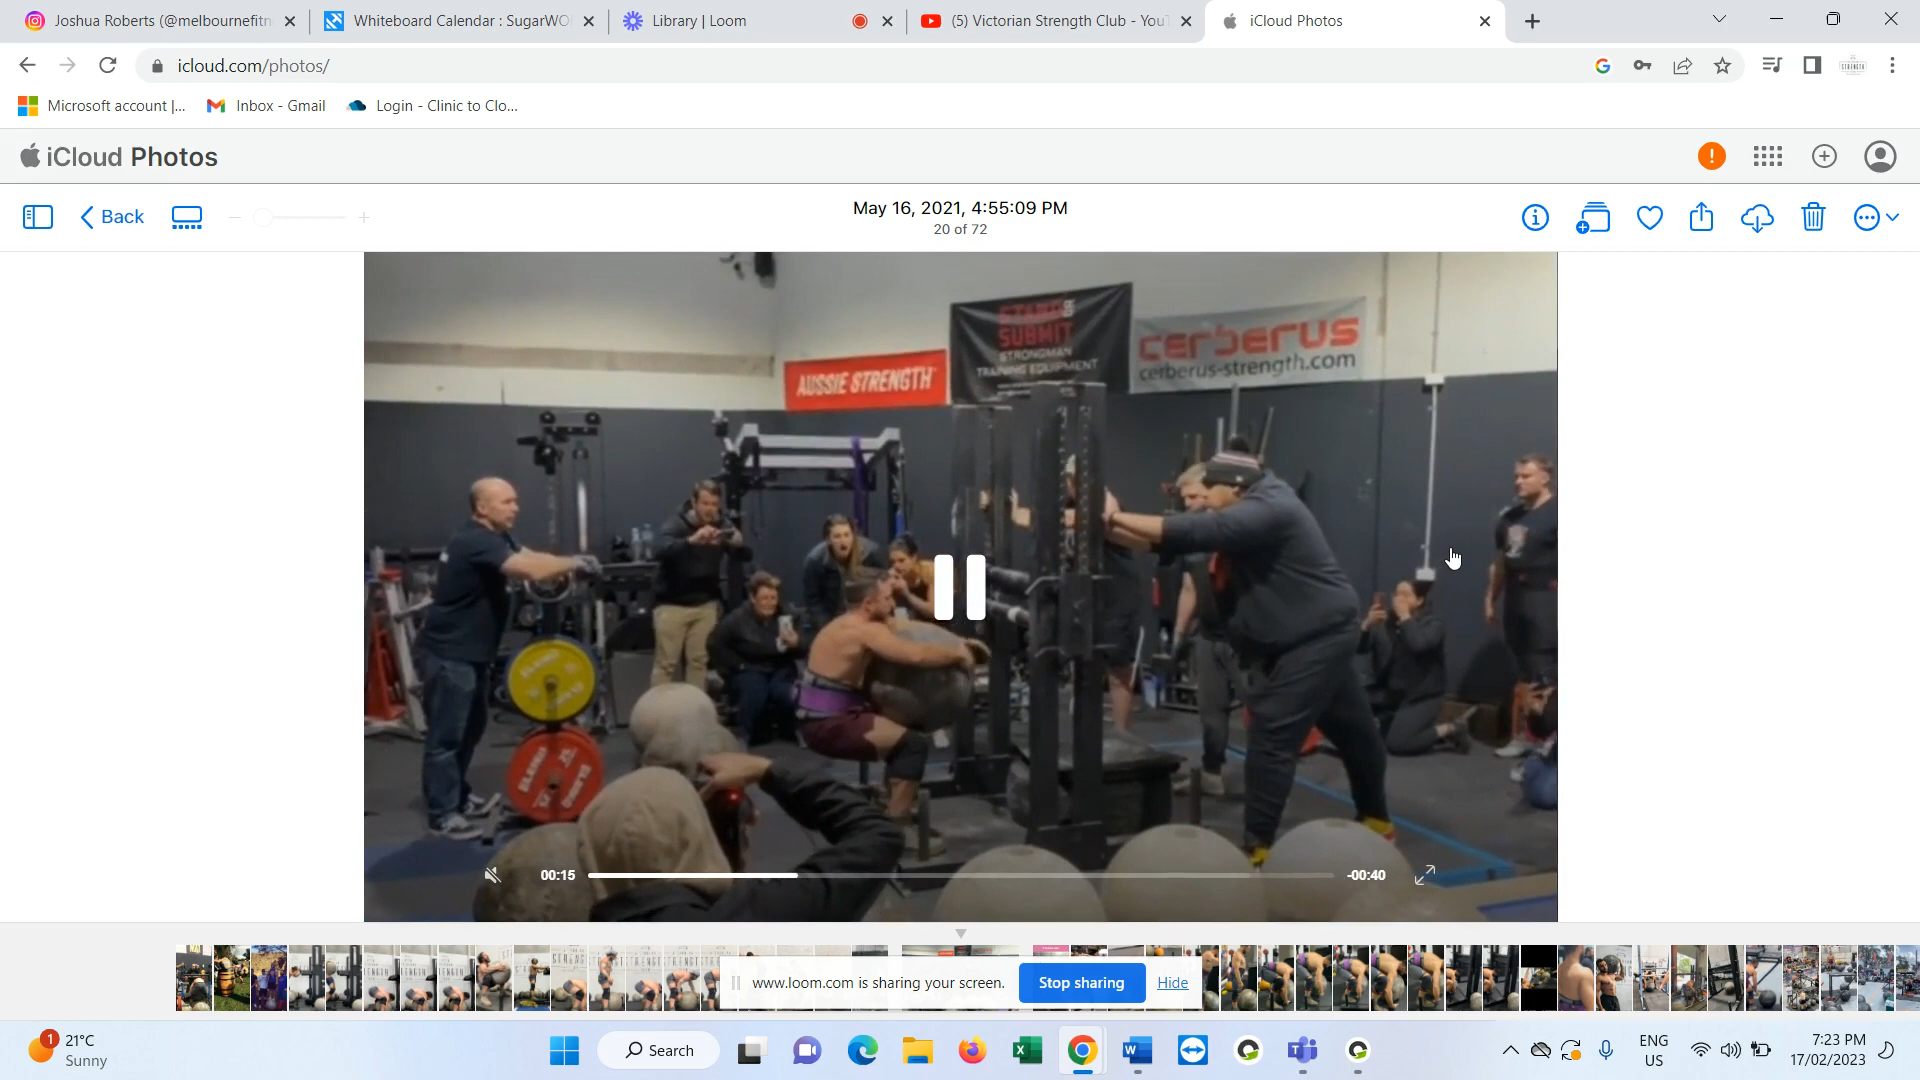 Joshua Roberts (@melbournefitn
Whiteboard Calendar : SugarWO
Library | Loom
(5) Victorian Strength Club - YouT
iCloud Photos
icloud.com/photos/
Microsoft account |...
Inbox - Gmail
Login - Clinic to Clo...
iCloud Photos
Back
May 16, 2021, 4:55:09 PM
20 of 72
SUBMIT
STRONGMAN
TRAINING EQUIPMENT
cerberus
cerberus-strength.com
AUSSIE STRENGTH
00:15
-00:40
www.loom.com is sharing your screen.
Stop sharing
Hide
1
21°C
Sunny
Search
ENG
US
7:23 PM
17/02/2023